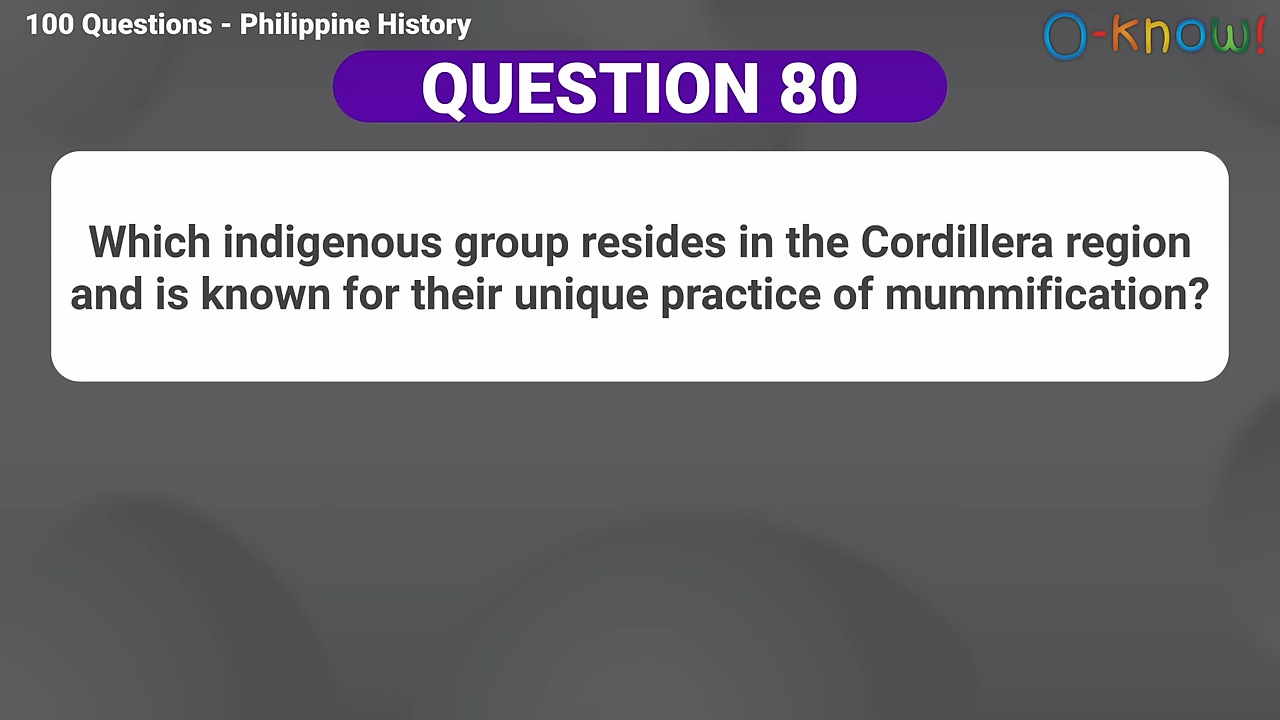 100 Questions - Philippine History
O-know!
QUESTION 80
Which indigenous group resides in the Cordillera region
and is known for their unique practice of mummification?